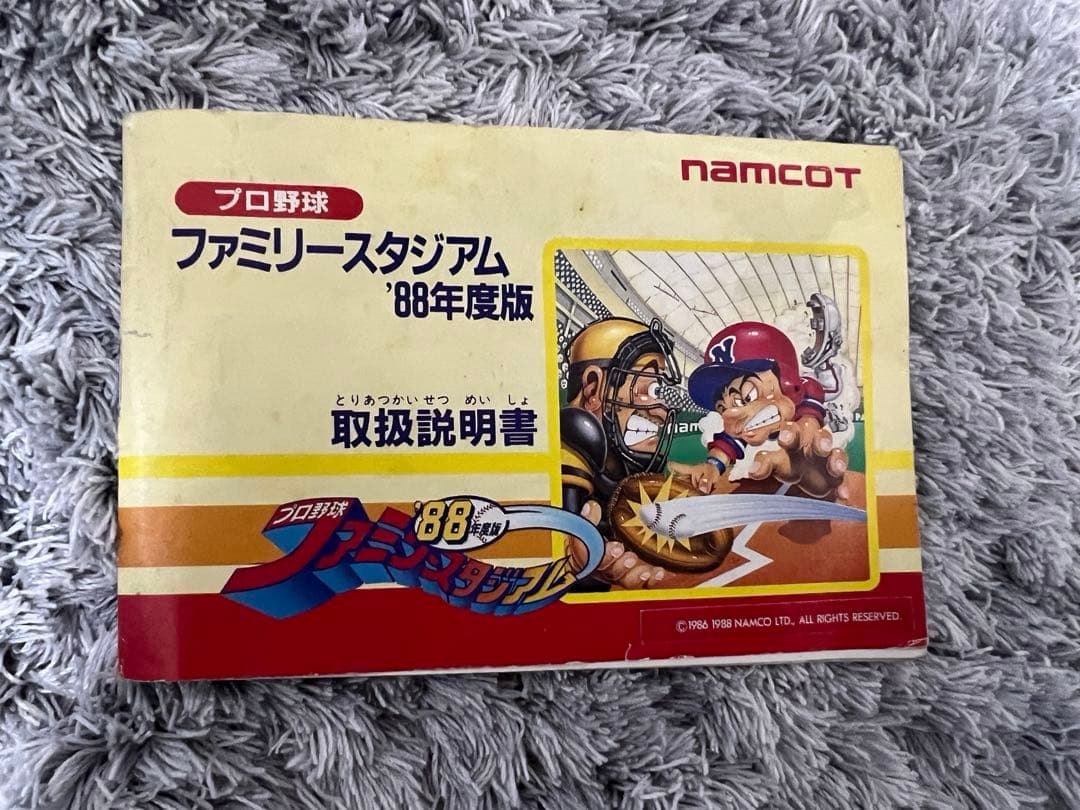 namcoT
プロ野球
ファミリースタジアム
'88年度版
とりあつかいせつ めい しょ
取扱説明書
N
nam
プロ野球
'88年度版
ファミリースタジアム
©1986 1988 NAMCO LTD., ALL RIGHTS RESERVED.